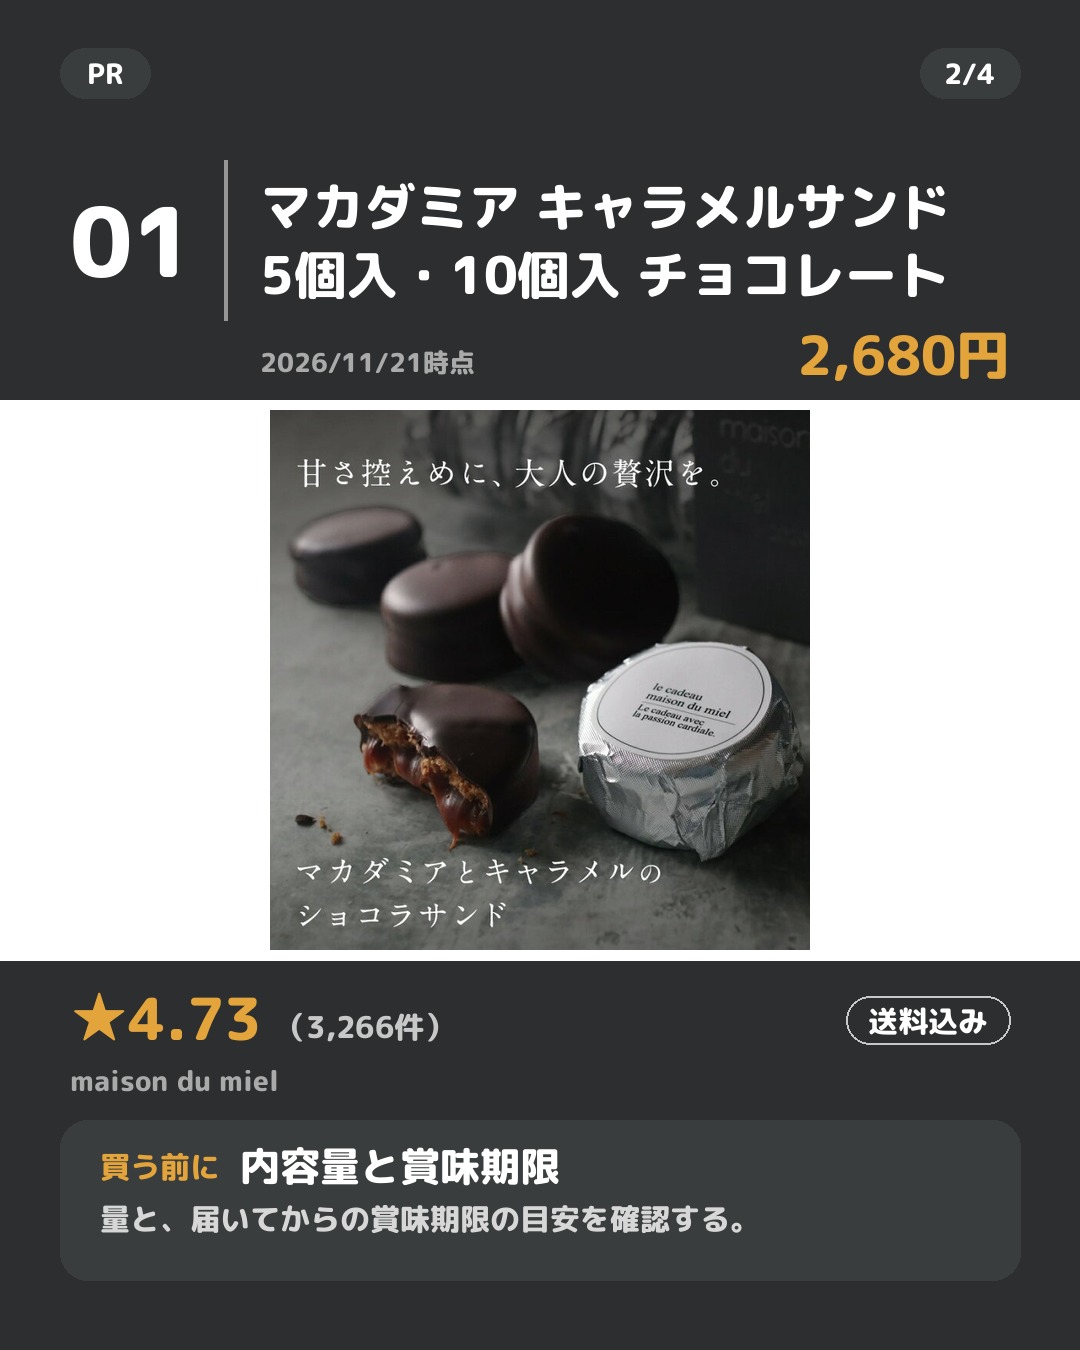 PR
2/4
01
マカダミア キャラメルサンド
5個入・10個入 チョコレート
2026/11/21時点
2,680円
maison
du
甘さ控えめに、大人の贅沢を。
le cadeau
maison du miel
Le cadeau avec
la passion cardiale.
マカダミアとキャラメルの
ショコラサンド
★4.73 (3,266件)
送料込み
maison du miel
買う前に 内容量と賞味期限
量と、届いてからの賞味期限の目安を確認する。